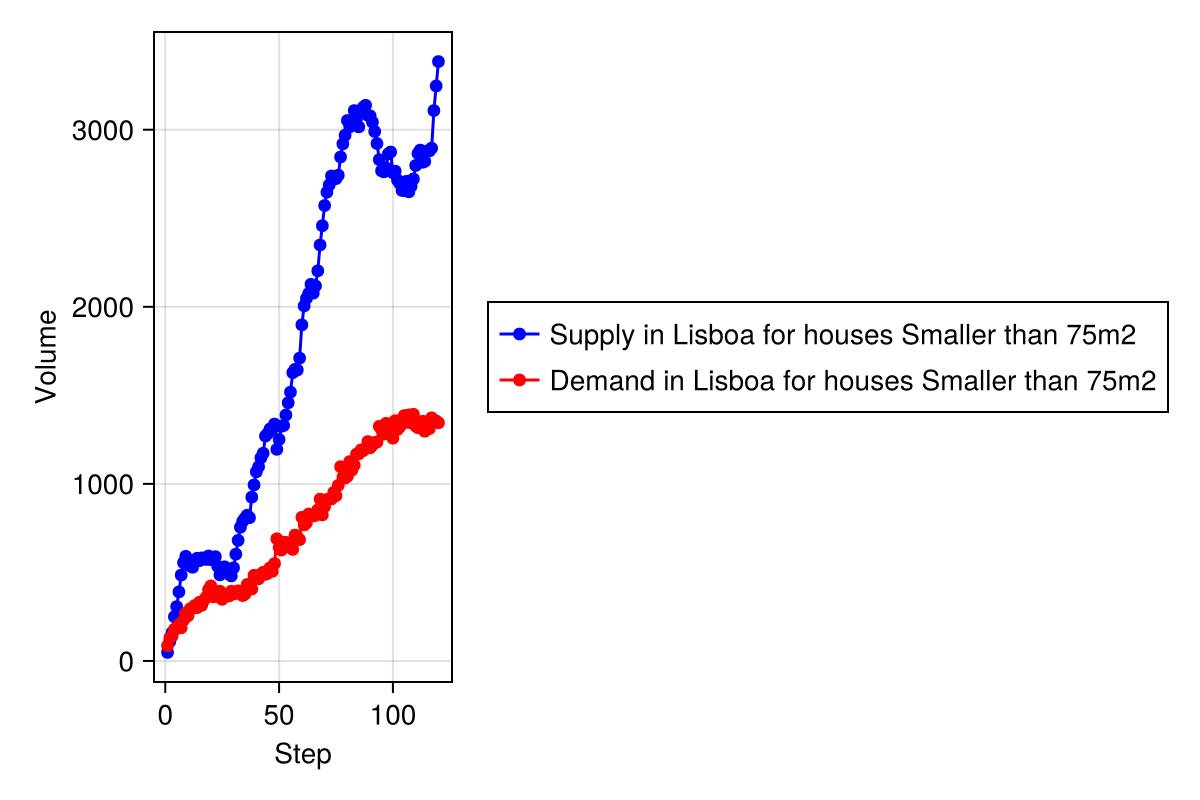 3000
2000
1000
0
Volume
0 50 100
Step
Supply in Lisboa for houses Smaller than 75m2
Demand in Lisboa for houses Smaller than 75m2